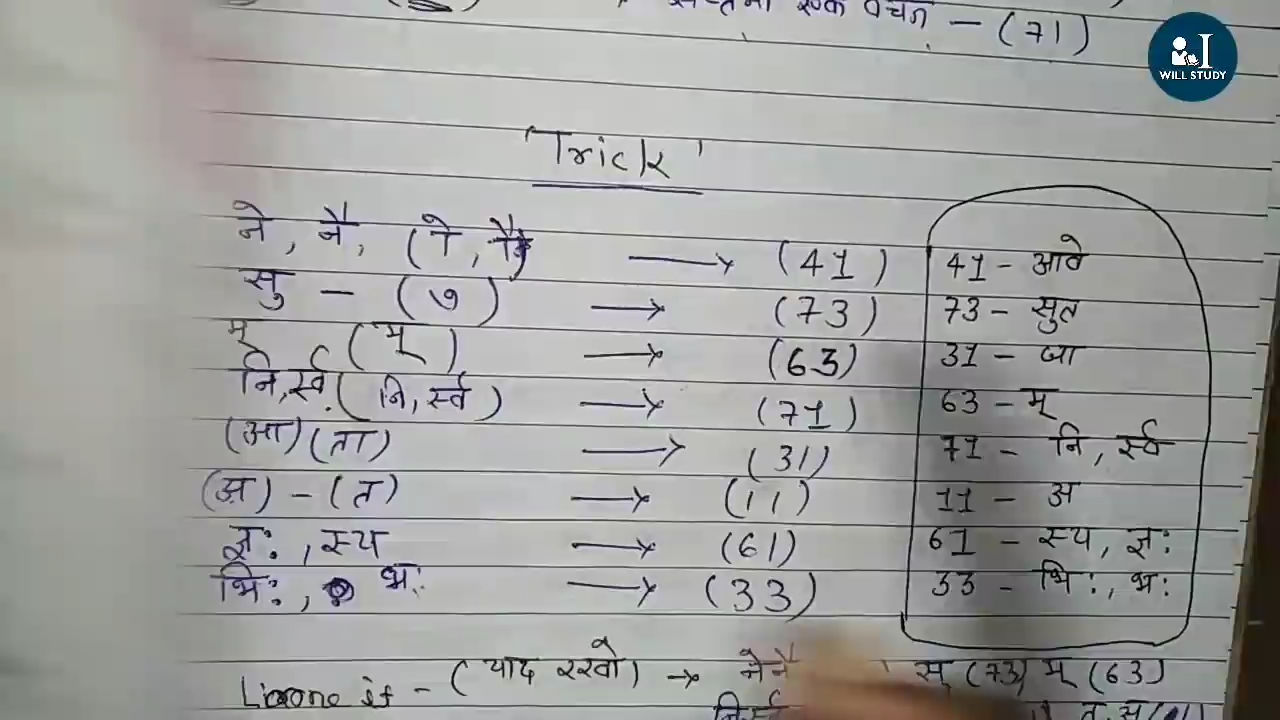 सप्तमी एक वचन - (71)
I
WILL STUDY
'Trick'
ने, नै, (ते, तै) → (41) 41 - आवे
सु - (७) → (73) 73 - सुत
म् (म्) → (63) 31 - जा
नि, र्स्व (नि, र्स्व) → (71) 63 - म्
(आ) (ता) → (31) 71 - नि, र्स्व
(अ) - (त) → (11) 11 - अ
ज्ञः, स्य → (61) 61 - स्य, ज्ञः
भिः, भः → (33) 33 - भिः, भः
it - (याद रखो) → नेनै सू (73) म् (63)